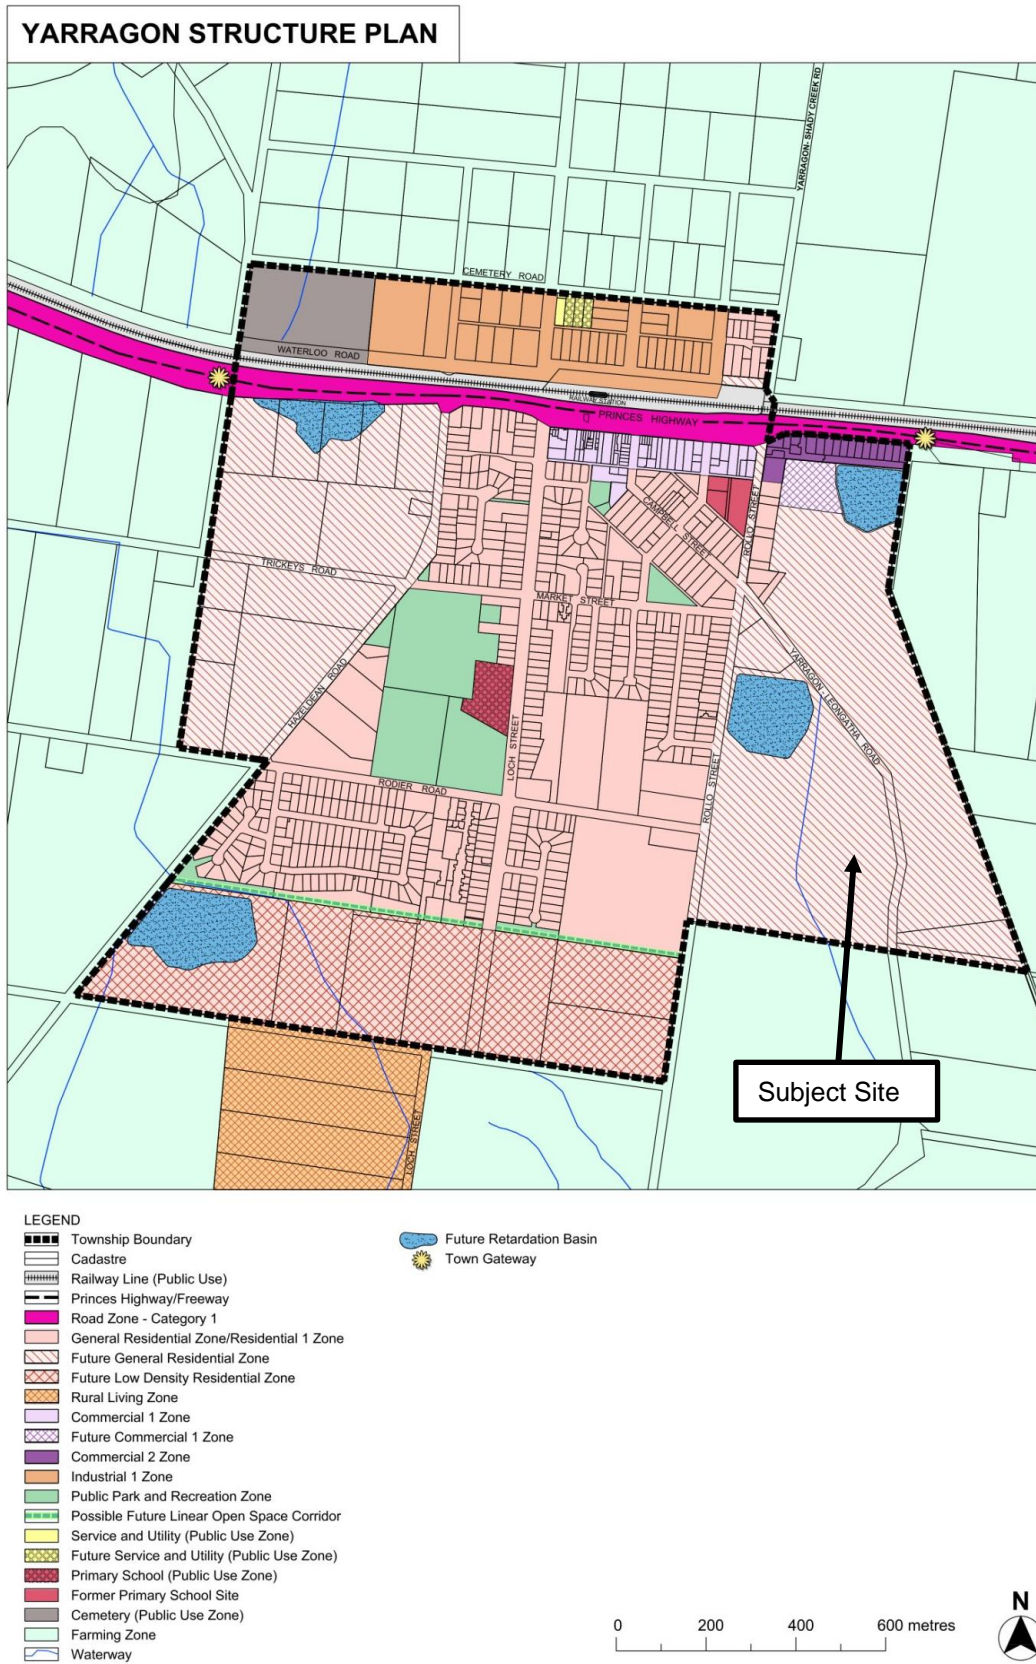 YARRAGON STRUCTURE PLAN
YARRAGON- SHADY CREEK RD
CEMETERY ROAD
WATERLOO ROAD
RAILWAY STATION
PRINCES HIGHWAY
CAMPBELL STREET
ROLLO STREET
TRICKEYS ROAD
MARKET STREET
HAZELDEAN ROAD
YARRAGON - LEONGATHA ROAD
LOCH STREET
RODIER ROAD
ROLLO STREET
Subject Site
LOCH STREET
LEGEND
Township Boundary
Cadastre
Railway Line (Public Use)
Princes Highway/Freeway
Road Zone - Category 1
General Residential Zone/Residential 1 Zone
Future General Residential Zone
Future Low Density Residential Zone
Rural Living Zone
Commercial 1 Zone
Future Commercial 1 Zone
Commercial 2 Zone
Industrial 1 Zone
Public Park and Recreation Zone
Possible Future Linear Open Space Corridor
Service and Utility (Public Use Zone)
Future Service and Utility (Public Use Zone)
Primary School (Public Use Zone)
Former Primary School Site
Cemetery (Public Use Zone)
Farming Zone
Waterway
Future Retardation Basin
Town Gateway
0 200 400 600 metres
N